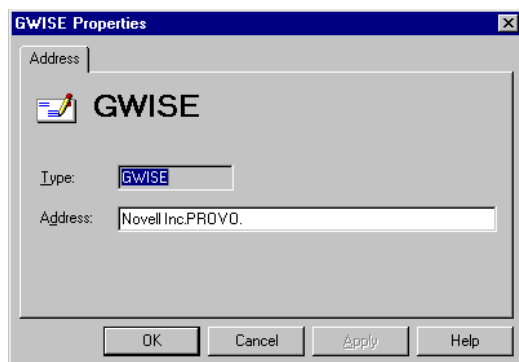 GWISE Properties
Address
GWISE
Type: GWISE
Address: Novell Inc.PROVO.
OK Cancel Apply Help